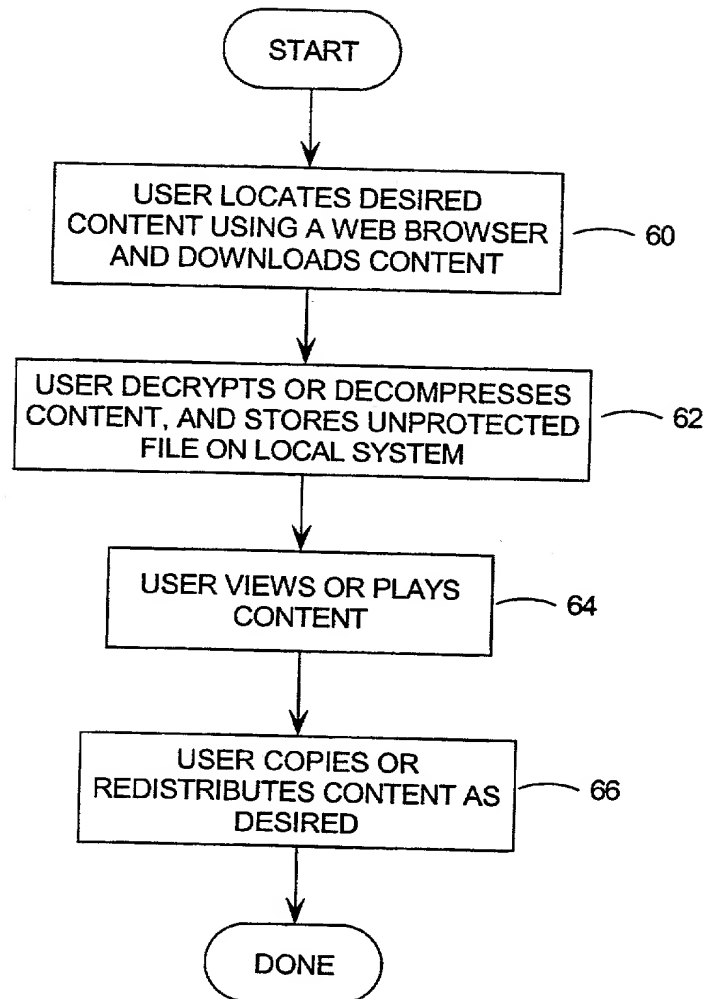 START
USER LOCATES DESIRED
CONTENT USING A WEB BROWSER
AND DOWNLOADS CONTENT
60
USER DECRYPTS OR DECOMPRESSES
CONTENT, AND STORES UNPROTECTED
FILE ON LOCAL SYSTEM
62
USER VIEWS OR PLAYS
CONTENT
64
USER COPIES OR
REDISTRIBUTES CONTENT AS
DESIRED
66
DONE